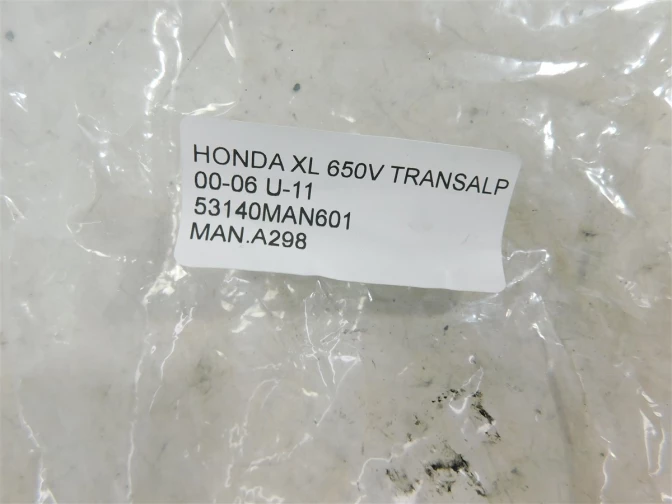 HONDA XL 650V TRANSALP
00-06 U-11
53140MAN601
MAN.A298